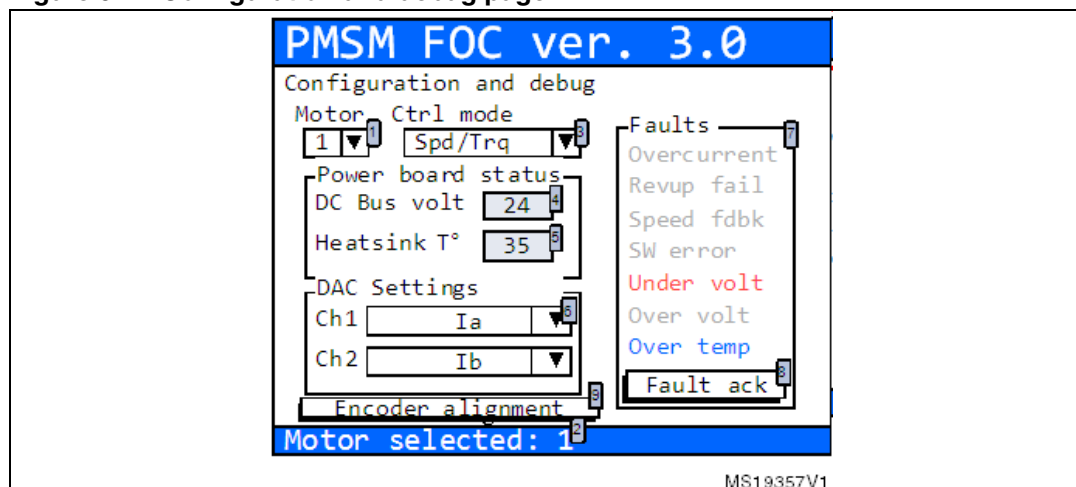 PMSM FOC ver. 3.0
Configuration and debug
Motor Ctrl mode
1 1 Spd/Trq 3
Power board status
DC Bus volt 24 4
Heatsink T° 35 5
DAC Settings
Ch1 Ia 6
Ch2 Ib
Encoder alignment 9
Faults 7
Overcurrent
Revup fail
Speed fdbk
SW error
Under volt
Over volt
Over temp
Fault ack 8
Motor selected: 1 2
MS19357V1